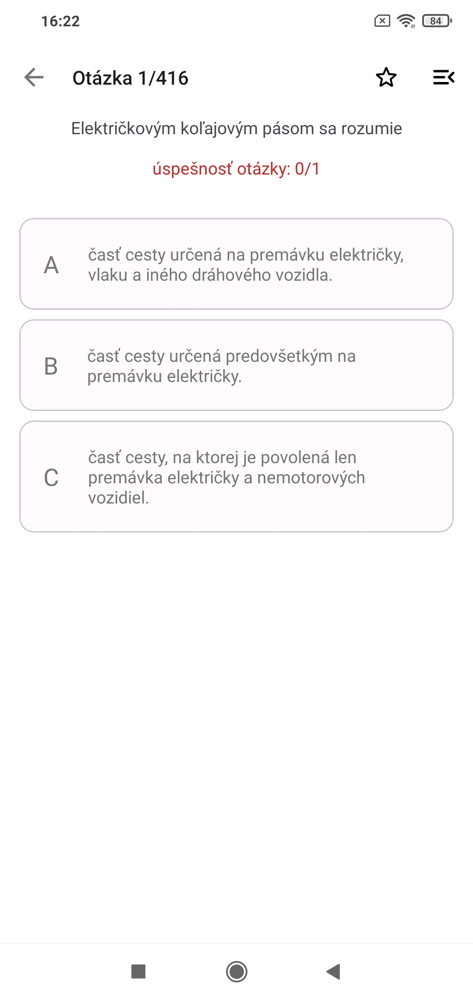 16:22
84
Otázka 1/416
Električkovým koľajovým pásom sa rozumie
úspešnosť otázky: 0/1
A
časť cesty určená na premávku električky,
vlaku a iného dráhového vozidla.
B
časť cesty určená predovšetkým na
premávku električky.
C
časť cesty, na ktorej je povolená len
premávka električky a nemotorových
vozidiel.